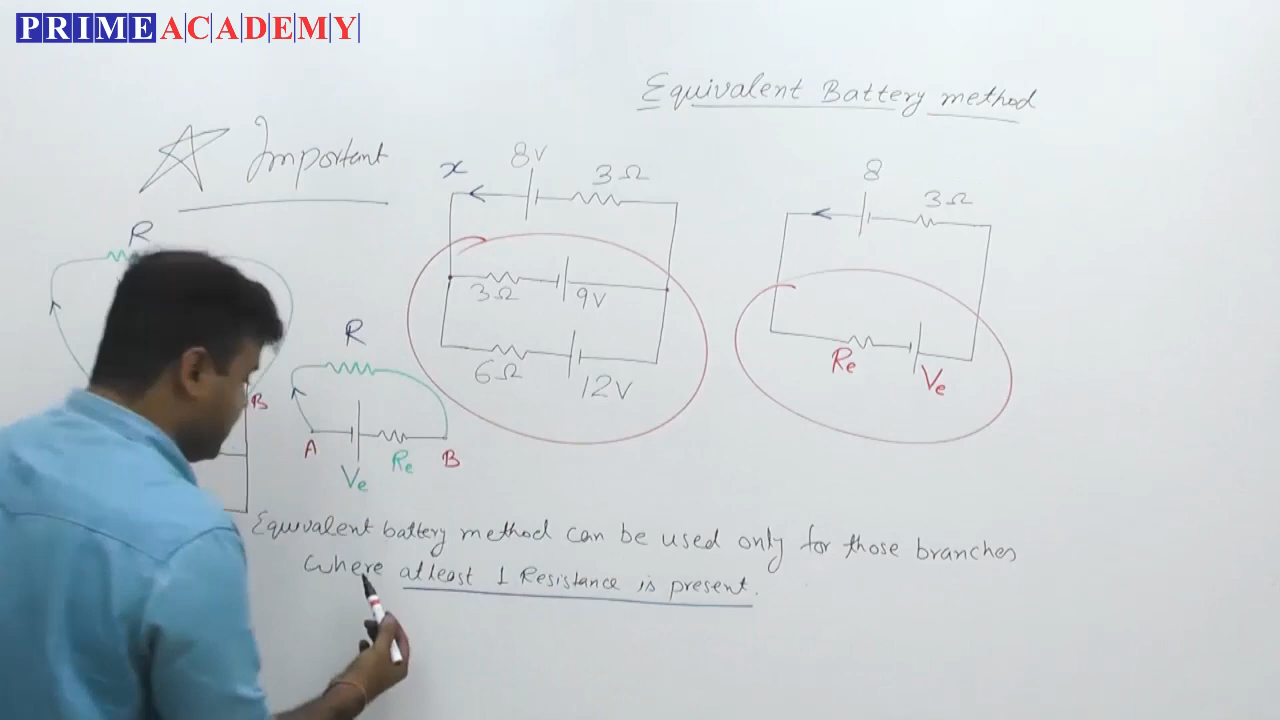 PRIME ACADEMY
Equivalent Battery method
Important
x
8V
3Ω
8
3Ω
R
3Ω
9V
R
6Ω
12V
Re
Ve
B
A
Ve
Re
B
Equivalent battery method can be used only for those branches
where atleast 1 Resistance is present.